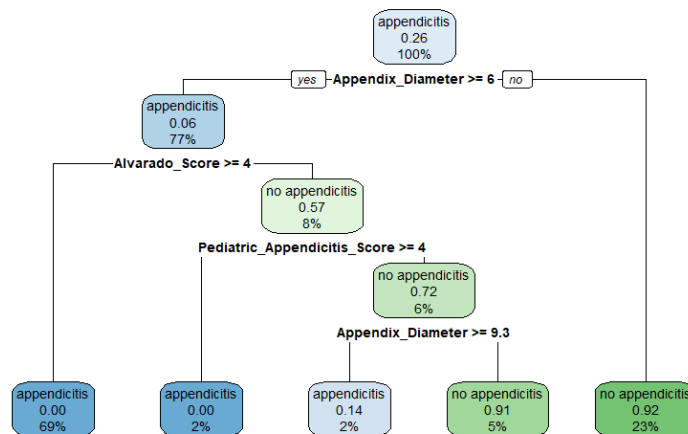 appendicitis
0.26
100%
yes Appendix_Diameter >= 6 no
appendicitis
0.06
77%
Alvarado_Score >= 4
no appendicitis
0.57
8%
Pediatric_Appendicitis_Score >= 4
no appendicitis
0.72
6%
Appendix_Diameter >= 9.3
appendicitis
0.00
69%
appendicitis
0.00
2%
appendicitis
0.14
2%
no appendicitis
0.91
5%
no appendicitis
0.92
23%